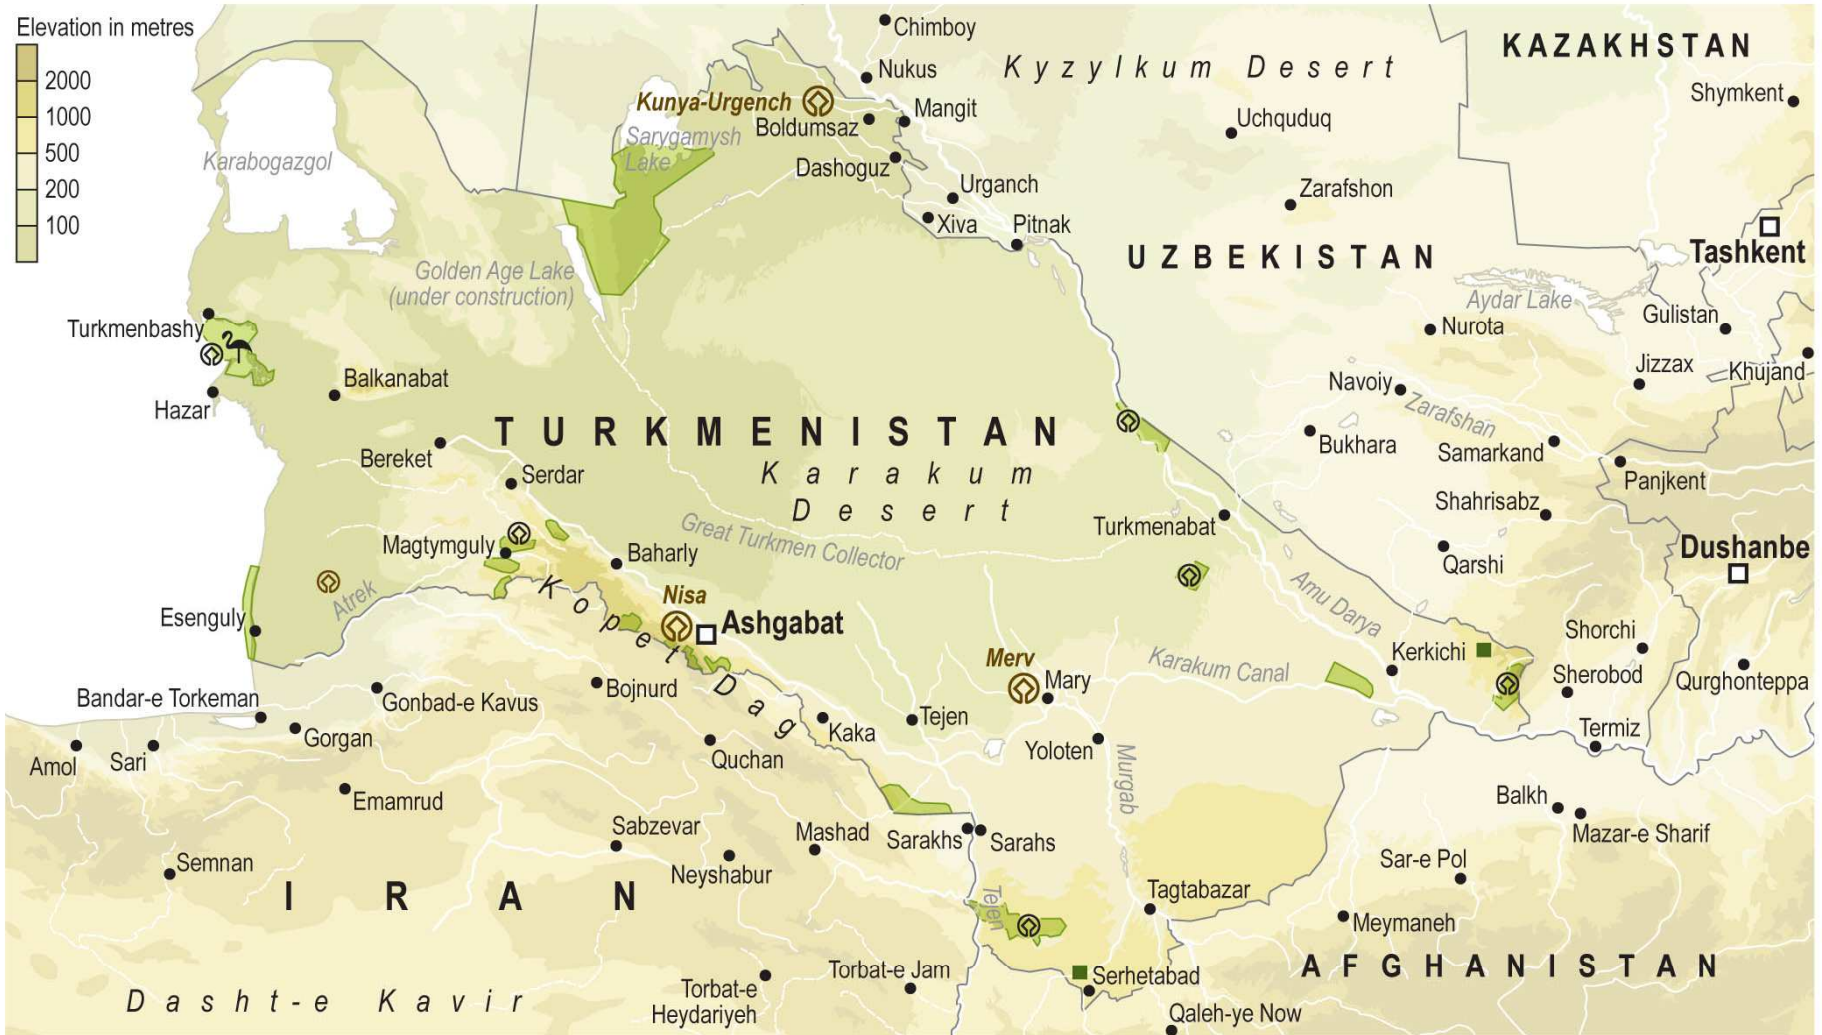 Elevation in metres
2000
1000
500
200
100
Chimboy
Nukus
Kyzylkum Desert
KAZAKHSTAN
Shymkent
Kunya-Urgench
Mangit
Boldumsaz
Uchquduq
Sarygamysh
Lake
Karabogazgol
Dashoguz
Urganch
Zarafshon
Xiva
Pitnak
Tashkent
UZBEKISTAN
Golden Age Lake
(under construction)
Aydar Lake
Turkmenbashy
Nurota
Gulistan
Jizzax
Khujand
Balkanabat
Navoiy
Hazar
Zarafshan
TURKMENISTAN
Bukhara
Samarkand
Bereket
Serdar
Karakum
Desert
Panjkent
Shahrisabz
Great Turkmen Collector
Turkmenabat
Magtymguly
Baharly
Qarshi
Dushanbe
Atrek
Kopet Dag
Nisa
Ashgabat
Amu Darya
Esenguly
Shorchi
Kerkichi
Merv
Mary
Karakum Canal
Sherobod
Qurghonteppa
Bandar-e Torkeman
Gonbad-e Kavus
Bojnurd
Gorgan
Tejen
Kaka
Termiz
Amol
Sari
Quchan
Yoloten
Murgab
Emamrud
Balkh
Mazar-e Sharif
Sabzevar
Mashad
Sarakhs
Sarahs
Semnan
Neyshabur
Sar-e Pol
IRAN
Tejen
Tagtabazar
Meymaneh
AFGHANISTAN
Torbat-e Jam
Serhetabad
Torbat-e
Heydariyeh
Dasht-e Kavir
Qaleh-ye Now